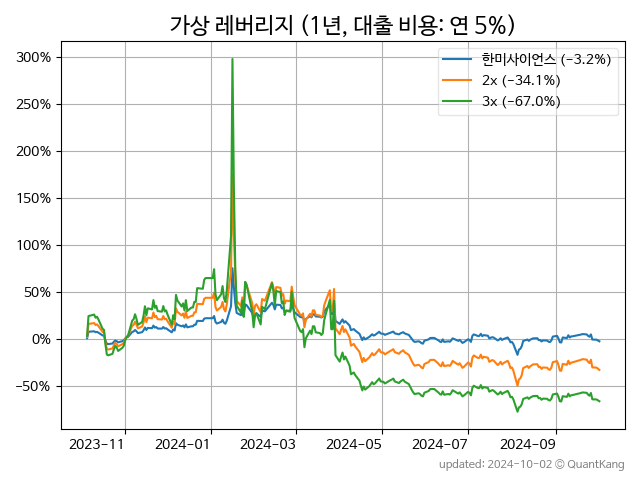 가상 레버리지 (1년, 대출 비용: 연 5%)
한미사이언스 (−3.2%)
2x (−34.1%)
3x (−67.0%)
300%
250%
200%
150%
100%
50%
0%
−50%
2023-11 2024-01 2024-03 2024-05 2024-07 2024-09
updated: 2024-10-02 © QuantKang